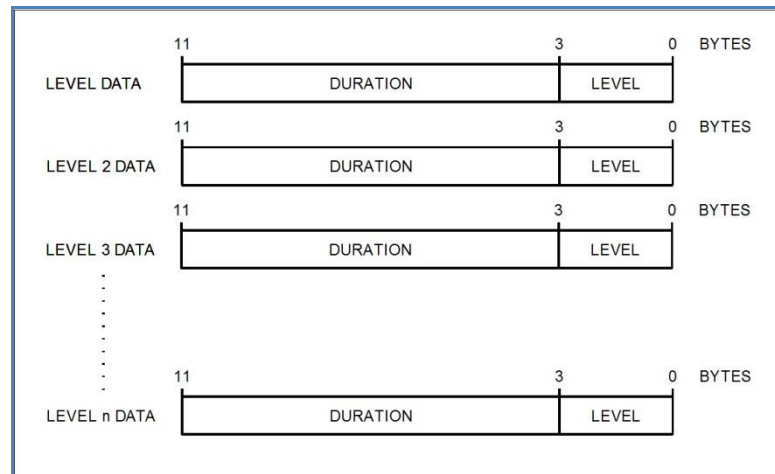 11 3 0 BYTES
LEVEL DATA DURATION LEVEL
11 3 0 BYTES
LEVEL 2 DATA DURATION LEVEL
11 3 0 BYTES
LEVEL 3 DATA DURATION LEVEL
11 3 0 BYTES
LEVEL n DATA DURATION LEVEL